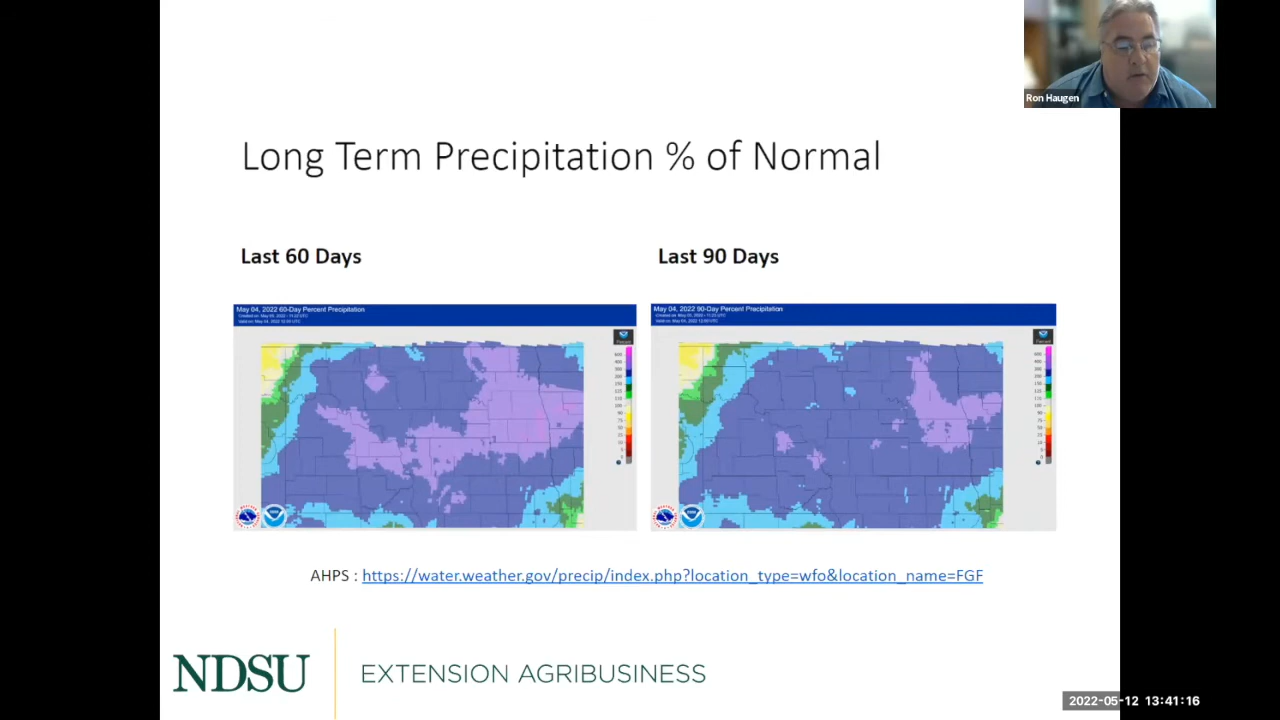 Ron Haugen
Long Term Precipitation % of Normal
Last 60 Days
Last 90 Days
May 04, 2022 60-Day Percent Precipitation
May 04, 2022 90-Day Percent Precipitation
AHPS : https://water.weather.gov/precip/index.php?location_type=wfo&location_name=FGF
NDSU
EXTENSION AGRIBUSINESS
2022-05-12 13:41:16